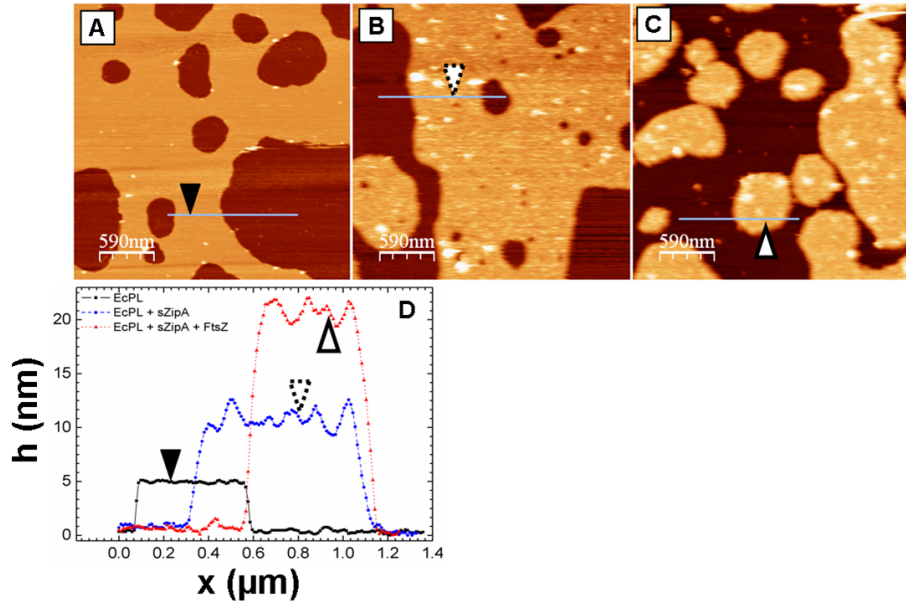 A
B
C
590nm
590nm
590nm
D
EcPL
EcPL + sZipA
EcPL + sZipA + FtsZ
h (nm)
20
15
10
5
0
0.0 0.2 0.4 0.6 0.8 1.0 1.2 1.4
x (µm)